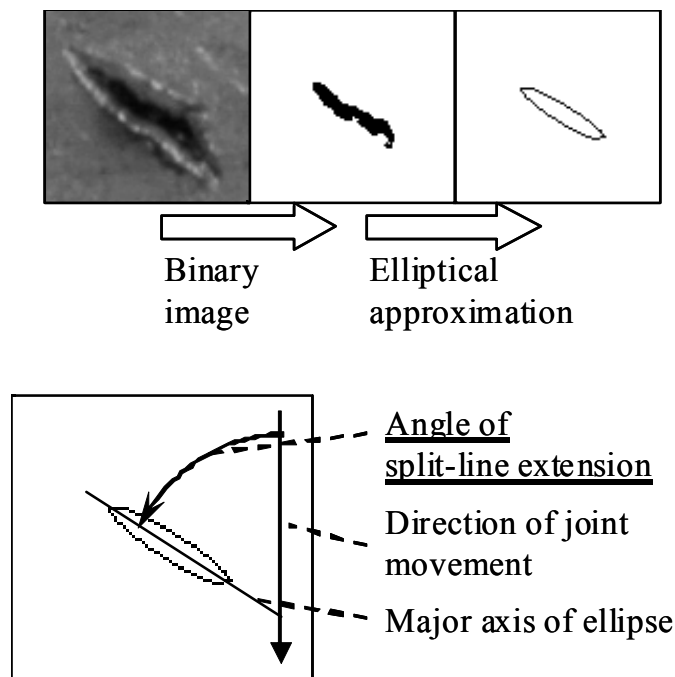 Binary
image
Elliptical
approximation
Angle of
split-line extension
Direction of joint
movement
Major axis of ellipse